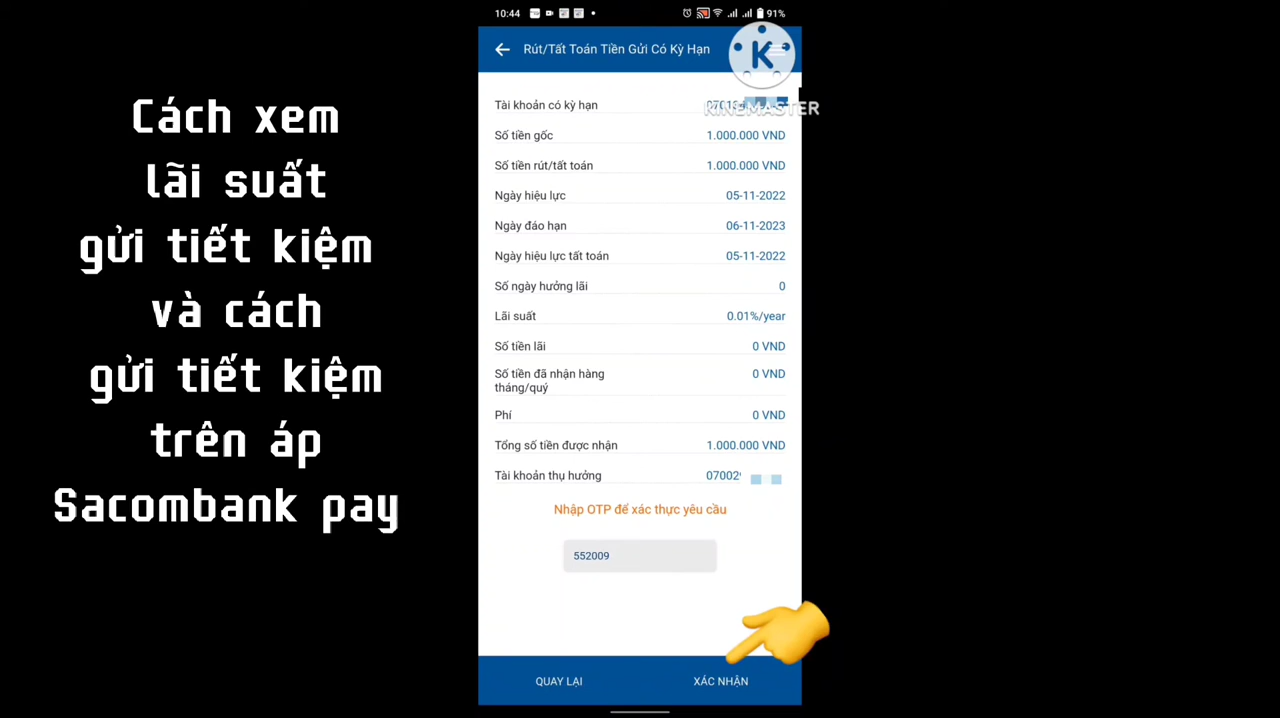 Cách xem
lãi suất
gửi tiết kiệm
và cách
gửi tiết kiệm
trên áp
Sacombank pay
10:44
91%
Rút/Tất Toán Tiền Gửi Có Kỳ Hạn
K
KINEMASTER
Tài khoản có kỳ hạn
Số tiền gốc 1.000.000 VND
Số tiền rút/tất toán 1.000.000 VND
Ngày hiệu lực 05-11-2022
Ngày đáo hạn 06-11-2023
Ngày hiệu lực tất toán 05-11-2022
Số ngày hưởng lãi 0
Lãi suất 0.01%/year
Số tiền lãi 0 VND
Số tiền đã nhận hàng 0 VND
tháng/quý
Phí 0 VND
Tổng số tiền được nhận 1.000.000 VND
Tài khoản thụ hưởng 07002
Nhập OTP để xác thực yêu cầu
552009
QUAY LẠI XÁC NHẬN